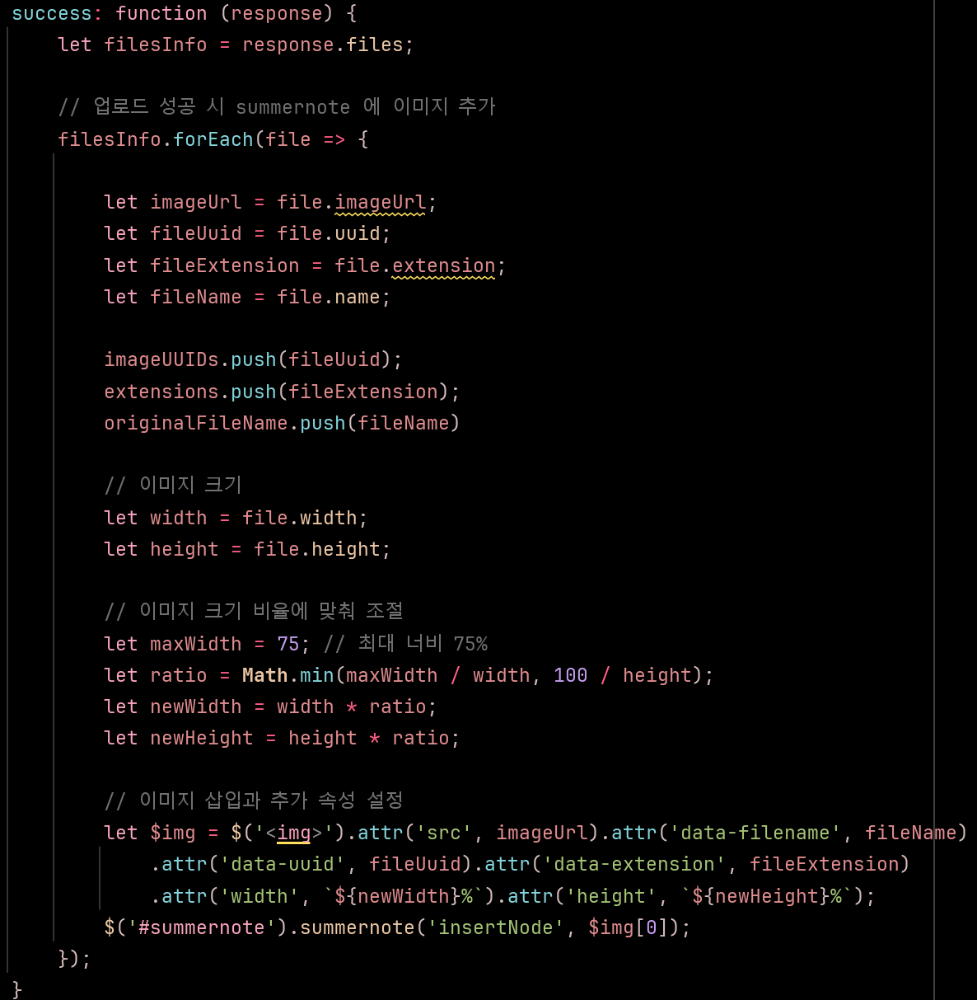 success: function (response) {
let filesInfo = response.files;
// 업로드 성공 시 summernote 에 이미지 추가
filesInfo.forEach(file => {
let imageUrl = file.imageUrl;
let fileUuid = file.uuid;
let fileExtension = file.extension;
let fileName = file.name;
imageUUIDs.push(fileUuid);
extensions.push(fileExtension);
originalFileName.push(fileName)
// 이미지 크기
let width = file.width;
let height = file.height;
// 이미지 크기 비율에 맞춰 조절
let maxWidth = 75; // 최대 너비 75%
let ratio = Math.min(maxWidth / width, 100 / height);
let newWidth = width * ratio;
let newHeight = height * ratio;
// 이미지 삽입과 추가 속성 설정
let $img = $('<img>').attr('src', imageUrl).attr('data-filename', fileName)
.attr('data-uuid', fileUuid).attr('data-extension', fileExtension)
.attr('width', `${newWidth}%`).attr('height', `${newHeight}%`);
$('#summernote').summernote('insertNode', $img[0]);
});
}